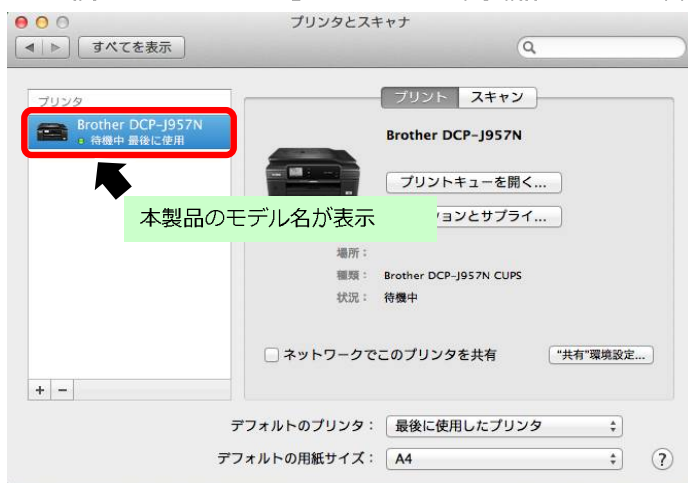 プリンタとスキャナ
すべてを表示
プリンタ
プリント スキャン
Brother DCP-J957N
待機中 最後に使用
Brother DCP-J957N
プリントキューを開く...
本製品のモデル名が表示
ションとサプライ...
場所：
種類： Brother DCP-J957N CUPS
状況： 待機中
ネットワークでこのプリンタを共有 "共有"環境設定...
+ −
デフォルトのプリンタ： 最後に使用したプリンタ
デフォルトの用紙サイズ： A4 ?